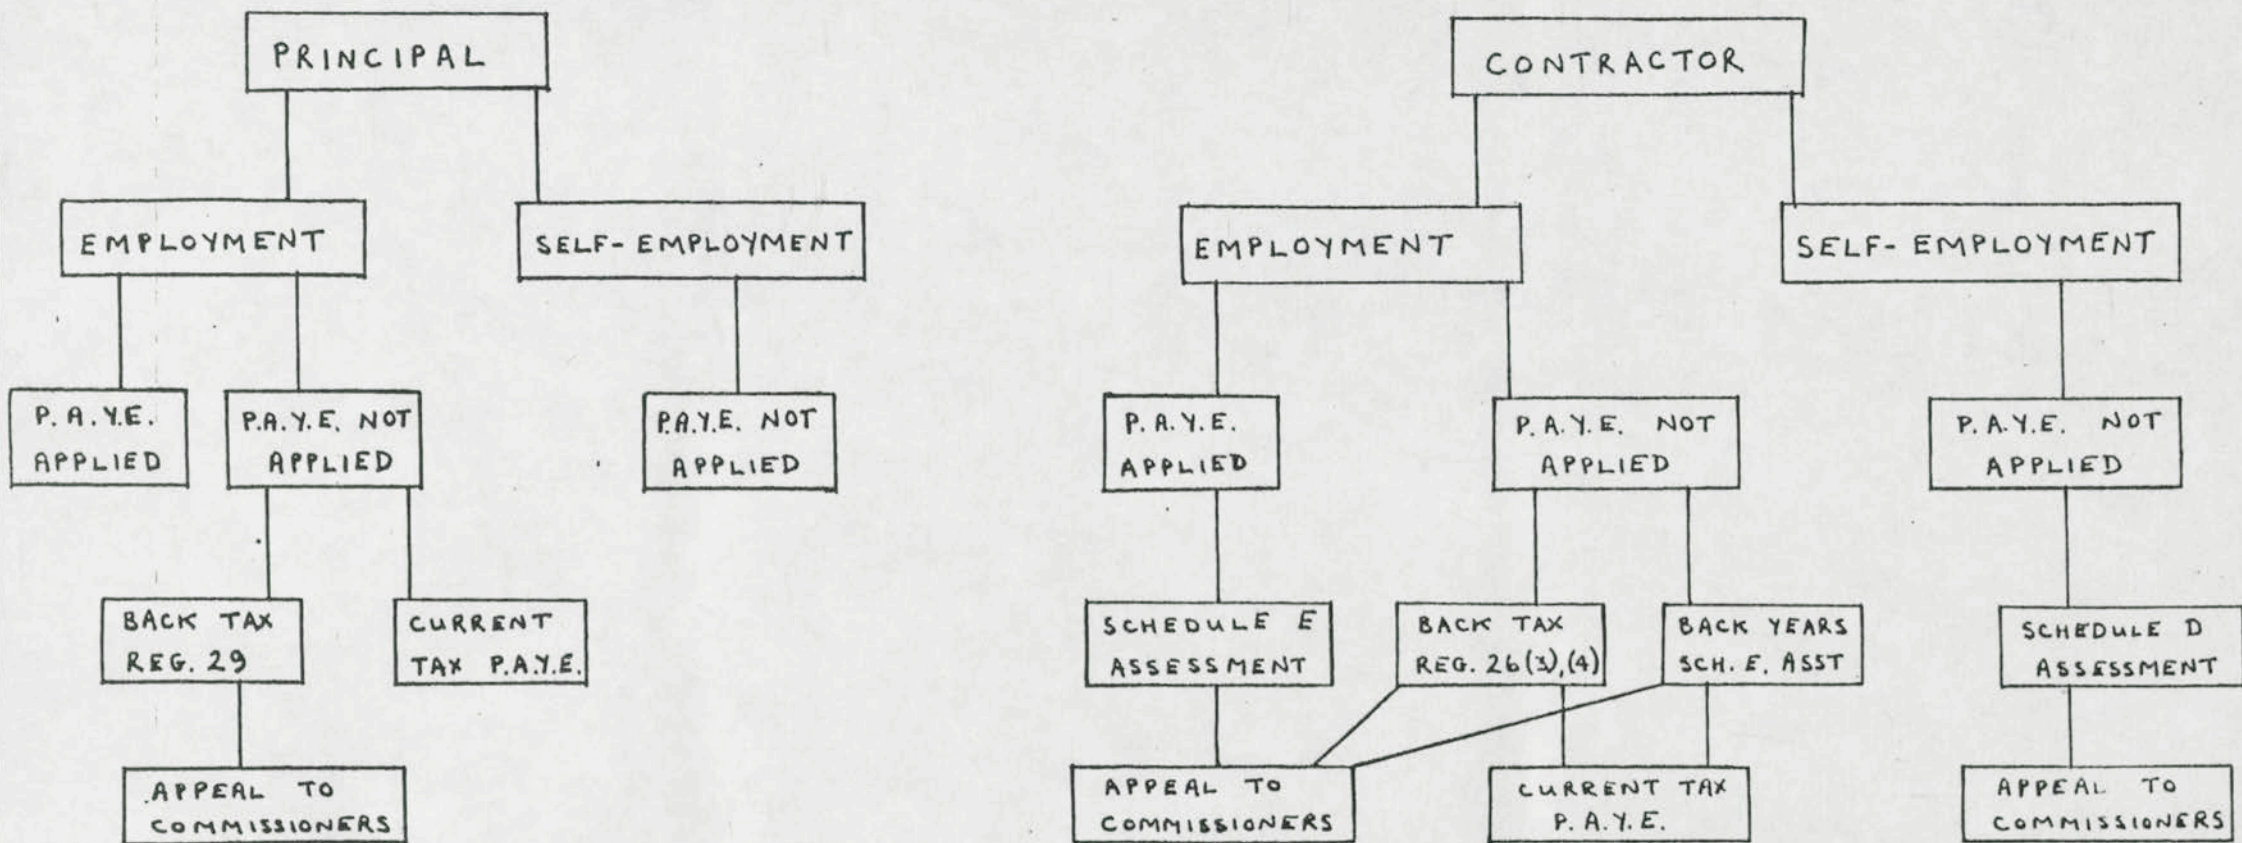 PRINCIPAL
CONTRACTOR
EMPLOYMENT
SELF-EMPLOYMENT
EMPLOYMENT
SELF-EMPLOYMENT
P.A.Y.E.
APPLIED
P.A.Y.E. NOT
APPLIED
P.A.Y.E. NOT
APPLIED
P.A.Y.E.
APPLIED
P.A.Y.E. NOT
APPLIED
P.A.Y.E. NOT
APPLIED
BACK TAX
REG. 29
CURRENT
TAX P.A.Y.E.
SCHEDULE E
ASSESSMENT
BACK TAX
REG. 26(3),(4)
BACK YEARS
SCH. E. ASST
SCHEDULE D
ASSESSMENT
APPEAL TO
COMMISSIONERS
APPEAL TO
COMMISSIONERS
CURRENT TAX
P.A.Y.E.
APPEAL TO
COMMISSIONERS